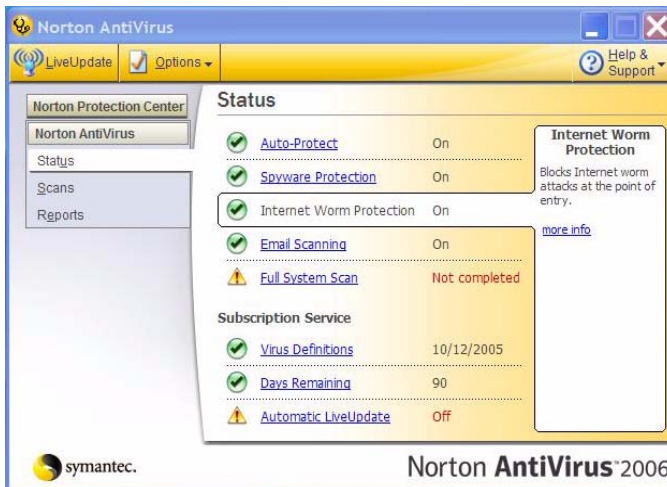 Norton AntiVirus
LiveUpdate Options Help & Support
Norton Protection Center
Norton AntiVirus
Status
Scans
Reports
Status
Auto-Protect On
Spyware Protection On
Internet Worm Protection On
Email Scanning On
Full System Scan Not completed
Subscription Service
Virus Definitions 10/12/2005
Days Remaining 90
Automatic LiveUpdate Off
Internet Worm
Protection
Blocks Internet worm
attacks at the point of
entry.
more info
symantec.
Norton AntiVirus 2006